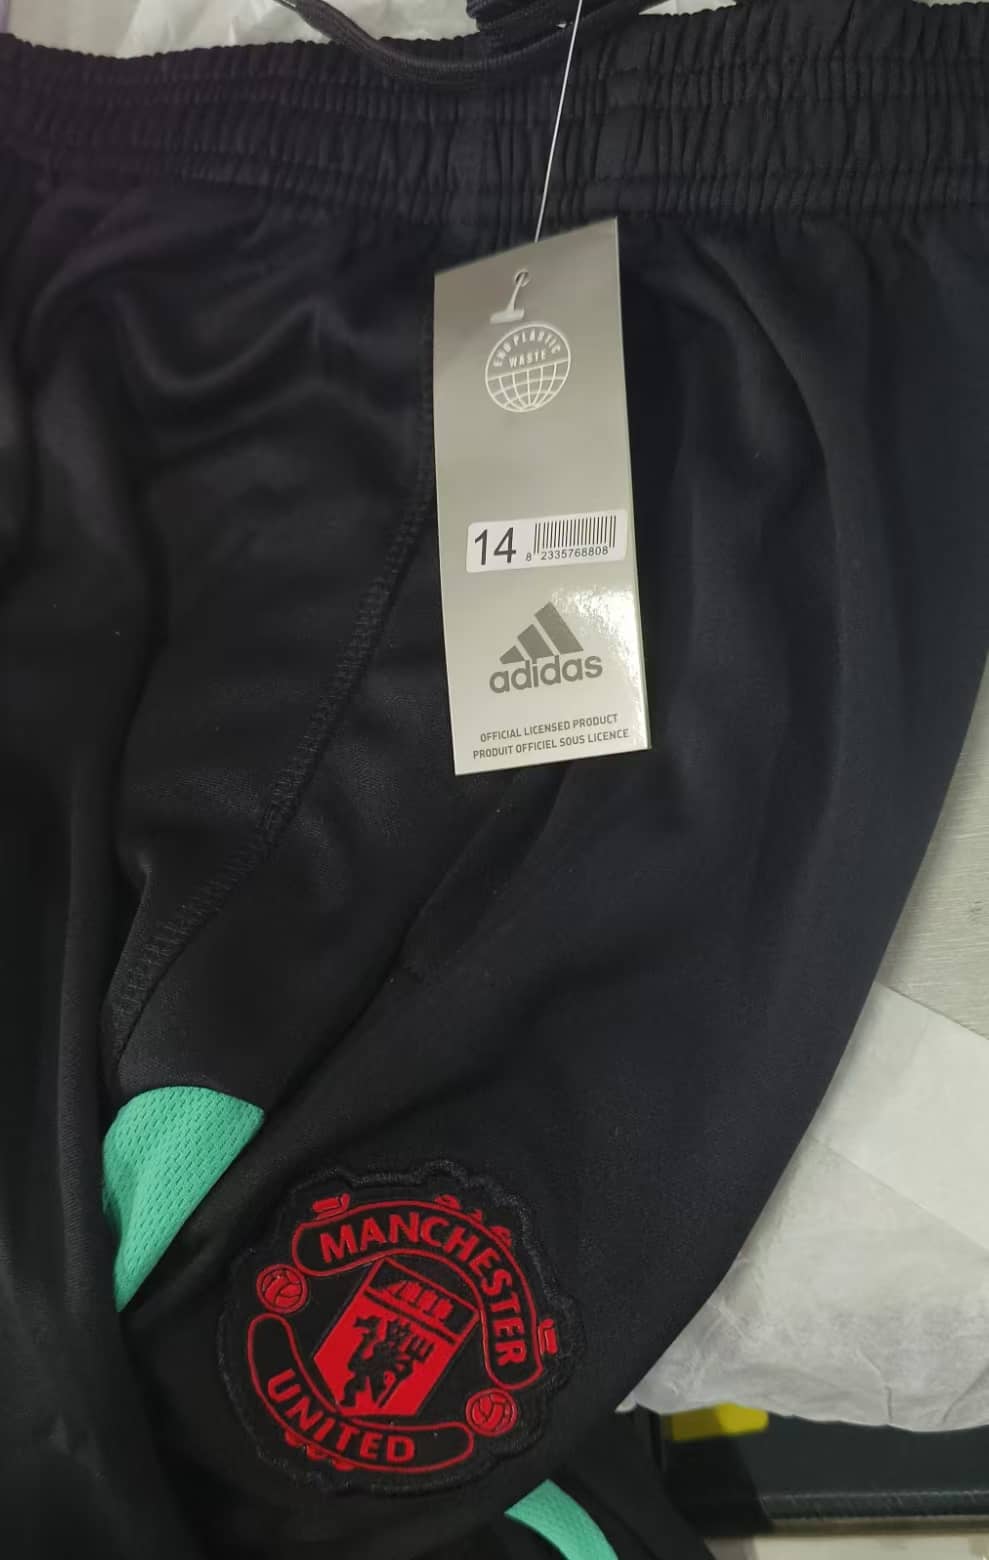 END PLASTIC
WASTE
14
8 2335768808
adidas
OFFICIAL LICENSED PRODUCT
PRODUIT OFFICIEL SOUS LICENCE
MANCHESTER
UNITED